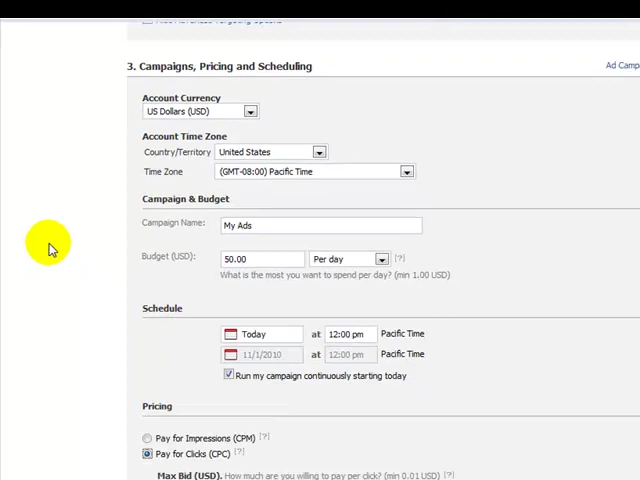 3. Campaigns, Pricing and Scheduling
Ad Camp
Account Currency
US Dollars (USD)
Account Time Zone
Country/Territory United States
Time Zone (GMT-08:00) Pacific Time
Campaign & Budget
Campaign Name: My Ads
Budget (USD): 50.00 Per day [?]
What is the most you want to spend per day? (min 1.00 USD)
Schedule
Today at 12:00 pm Pacific Time
11/1/2010 at 12:00 pm Pacific Time
Run my campaign continuously starting today
Pricing
Pay for Impressions (CPM) [?]
Pay for Clicks (CPC) [?]
Max Bid (USD). How much are you willing to pay per click? (min 0.01 USD) [?]